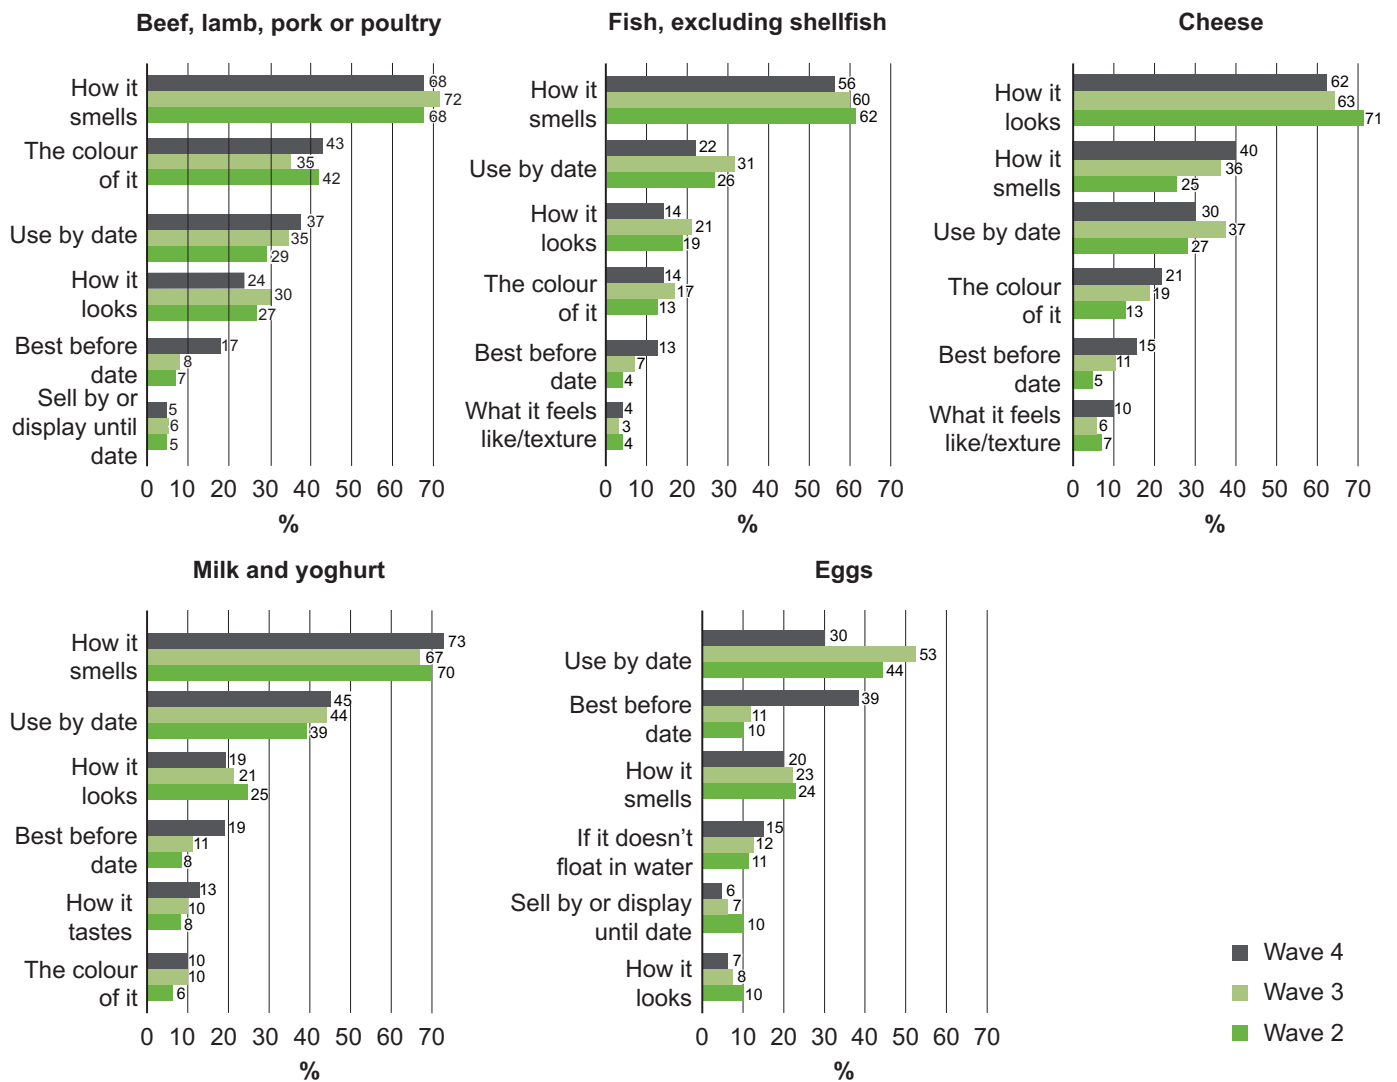 Beef, lamb, pork or poultry
How it
smells
68
72
68
The colour
of it
43
35
42
Use by date
37
35
29
How it
looks
24
30
27
Best before
date
17
8
7
Sell by or
display until
date
5
6
5
0 10 20 30 40 50 60 70
%
Fish, excluding shellfish
How it
smells
56
60
62
Use by date
22
31
26
How it
looks
14
21
19
The colour
of it
14
17
13
Best before
date
13
7
4
What it feels
like/texture
4
3
4
0 10 20 30 40 50 60 70
%
Cheese
How it
looks
62
63
71
How it
smells
40
36
25
Use by date
30
37
27
The colour
of it
21
19
13
Best before
date
15
11
5
What it feels
like/texture
10
6
7
0 10 20 30 40 50 60 70
%
Milk and yoghurt
How it
smells
73
67
70
Use by date
45
44
39
How it
looks
19
21
25
Best before
date
19
11
8
How it
tastes
13
10
8
The colour
of it
10
10
6
0 10 20 30 40 50 60 70
%
Eggs
Use by date
30
53
44
Best before
date
39
11
10
How it
smells
20
23
24
If it doesn’t
float in water
15
12
11
Sell by or display
until date
6
7
10
How it
looks
7
8
10
0 10 20 30 40 50 60 70
%
Wave 4
Wave 3
Wave 2